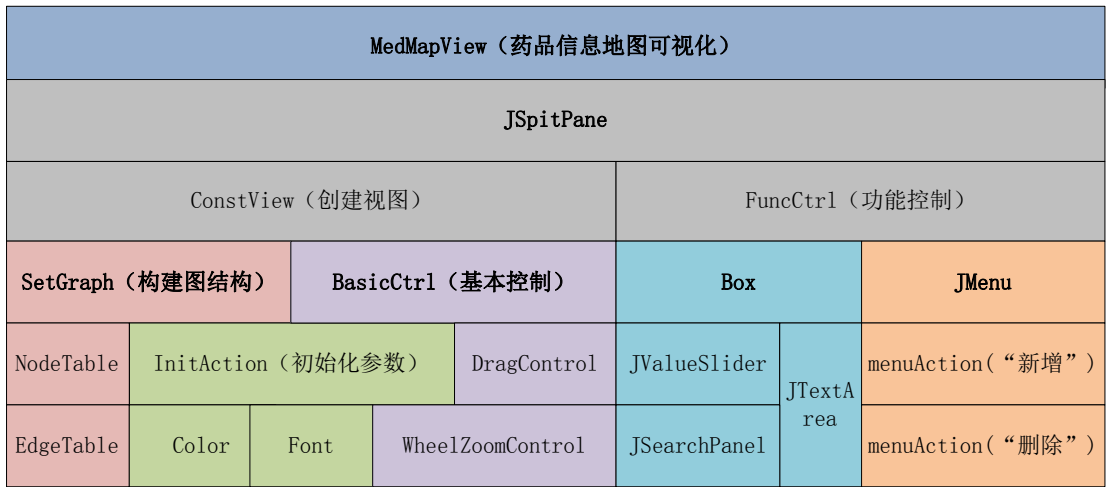 MedMapView（药品信息地图可视化）
JSpitPane
ConstView（创建视图）
FuncCtrl（功能控制）
SetGraph（构建图结构）
BasicCtrl（基本控制）
Box
JMenu
NodeTable
InitAction（初始化参数）
DragControl
JValueSlider
JTextA
rea
menuAction(“新增”)
EdgeTable
Color
Font
WheelZoomControl
JSearchPanel
menuAction(“删除”)